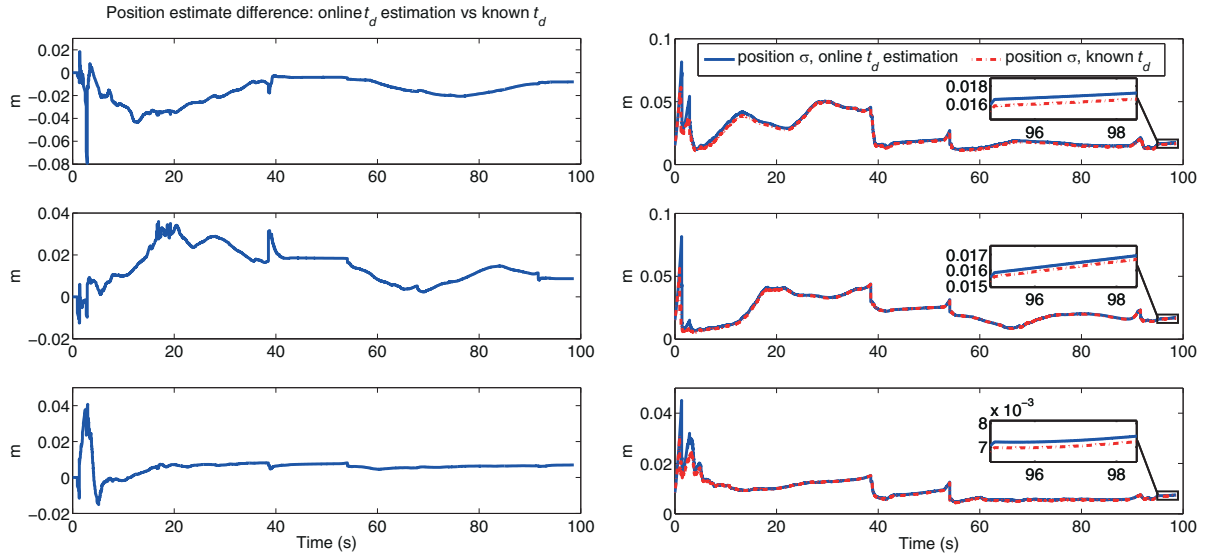 Position estimate difference: online t_d estimation vs known t_d
0.02
0
−0.02
−0.04
−0.06
−0.08
m
0 20 40 60 80 100
0.04
0.02
0
−0.02
m
0 20 40 60 80 100
0.06
0.04
0.02
0
−0.02
m
0 20 40 60 80 100
Time (s)
0.1
0.05
0
m
position σ, online t_d estimation
position σ, known t_d
0.018
0.016
96 98
0 20 40 60 80 100
0.1
0.05
0
m
0.017
0.016
0.015
96 98
0 20 40 60 80 100
0.06
0.04
0.02
0
m
x 10⁻³
8
7
96 98
0 20 40 60 80 100
Time (s)